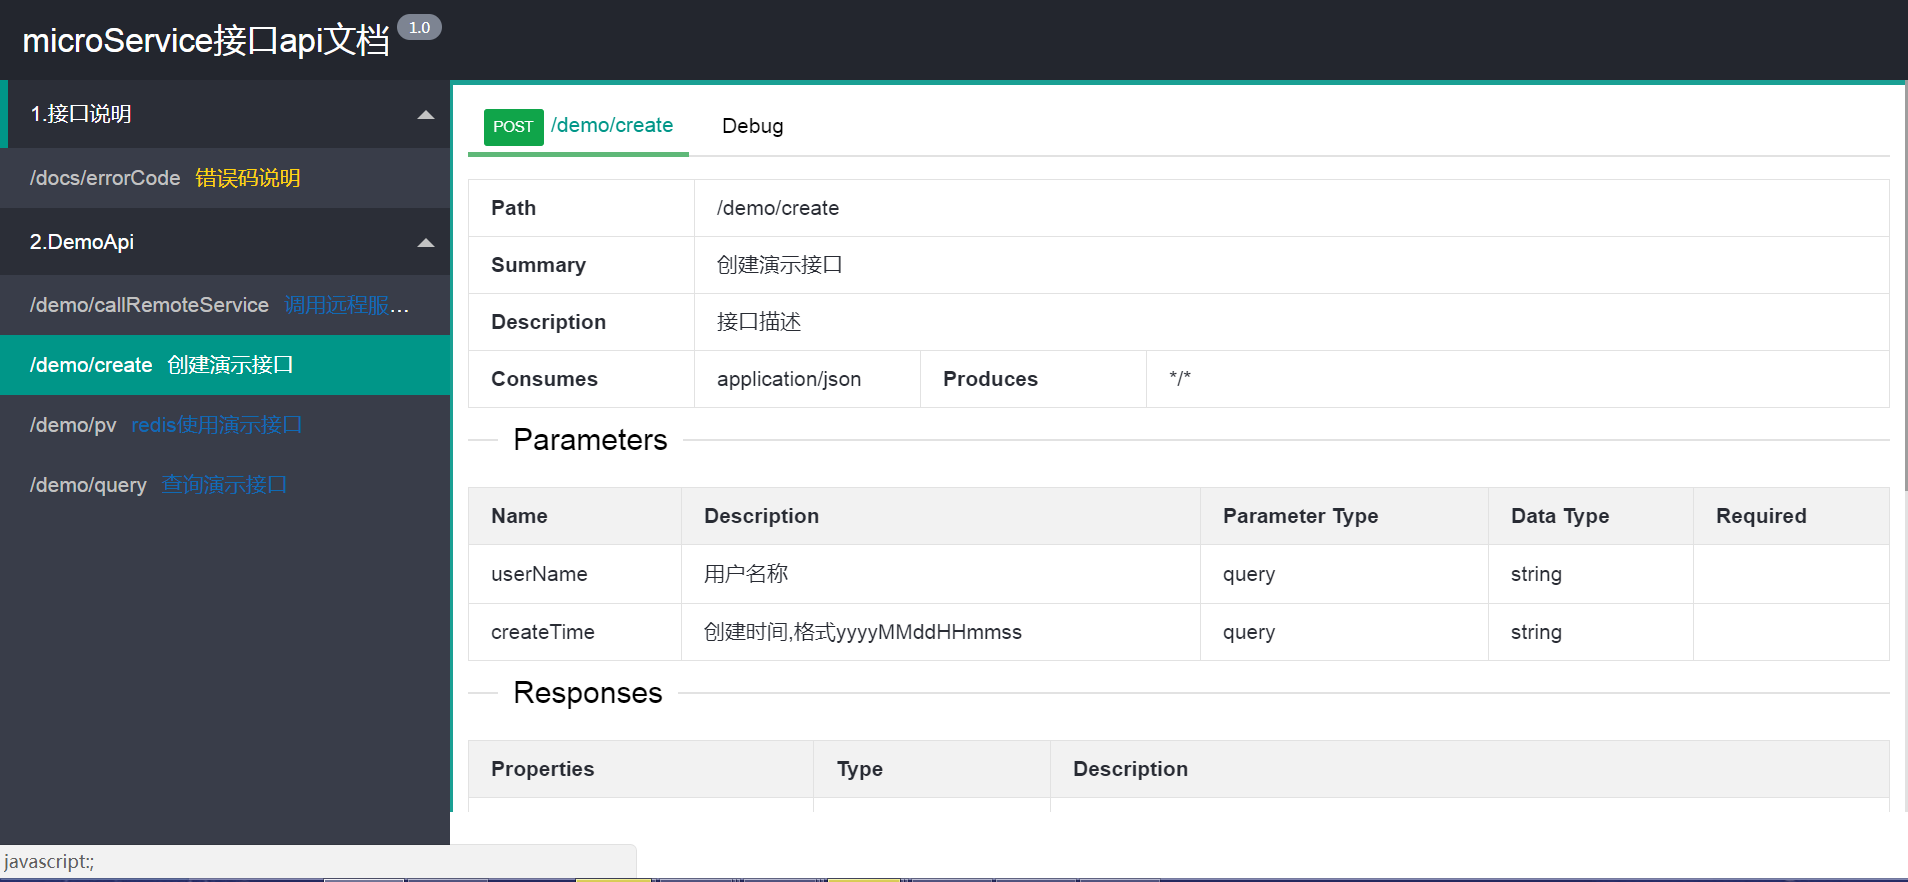 microService接口api文档 1.0
1.接口说明
/docs/errorCode 错误码说明
2.DemoApi
/demo/callRemoteService 调用远程服...
/demo/create 创建演示接口
/demo/pv redis使用演示接口
/demo/query 查询演示接口
POST /demo/create Debug
Path /demo/create
Summary 创建演示接口
Description 接口描述
Consumes application/json Produces */*
Parameters
Name Description Parameter Type Data Type Required
userName 用户名称 query string
createTime 创建时间,格式yyyyMMddHHmmss query string
Responses
Properties Type Description
javascript:;